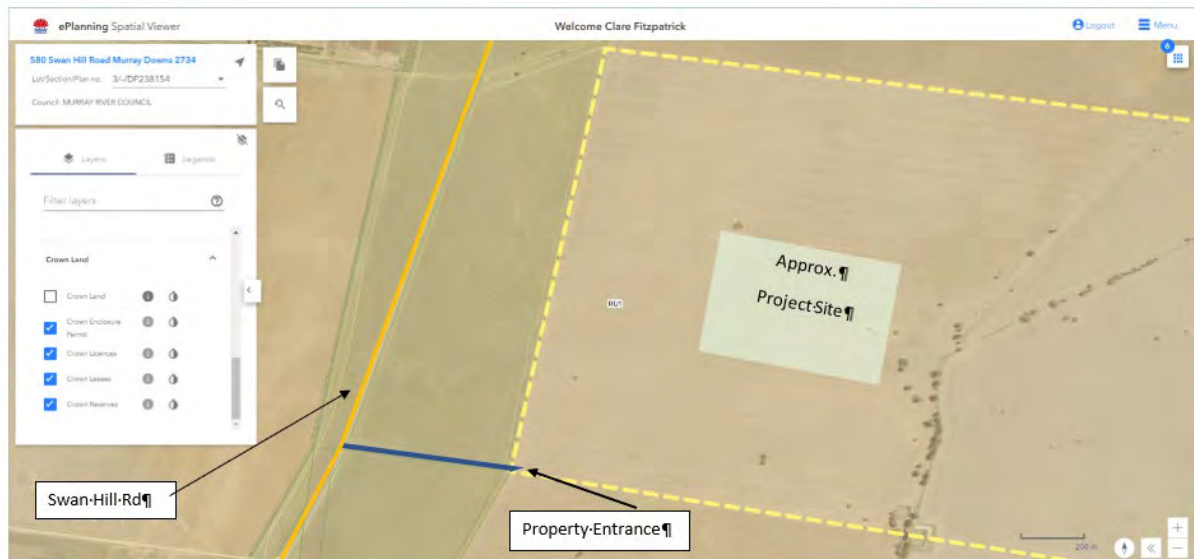 ePlanning Spatial Viewer
Welcome Clare Fitzpatrick
Logout
Menu
6
580 Swan Hill Road Murray Downs 2734
Lot/Section/Plan no. 3/-/DP238154
Council: MURRAY RIVER COUNCIL
Layers
Legends
Filter layers
Crown Land
Crown Land
Crown Enclosure
Permit
Crown Licenses
Crown Leases
Crown Reserves
RU1
Approx.¶
Project·Site¶
Swan·Hill·Rd¶
Property·Entrance¶
200 m